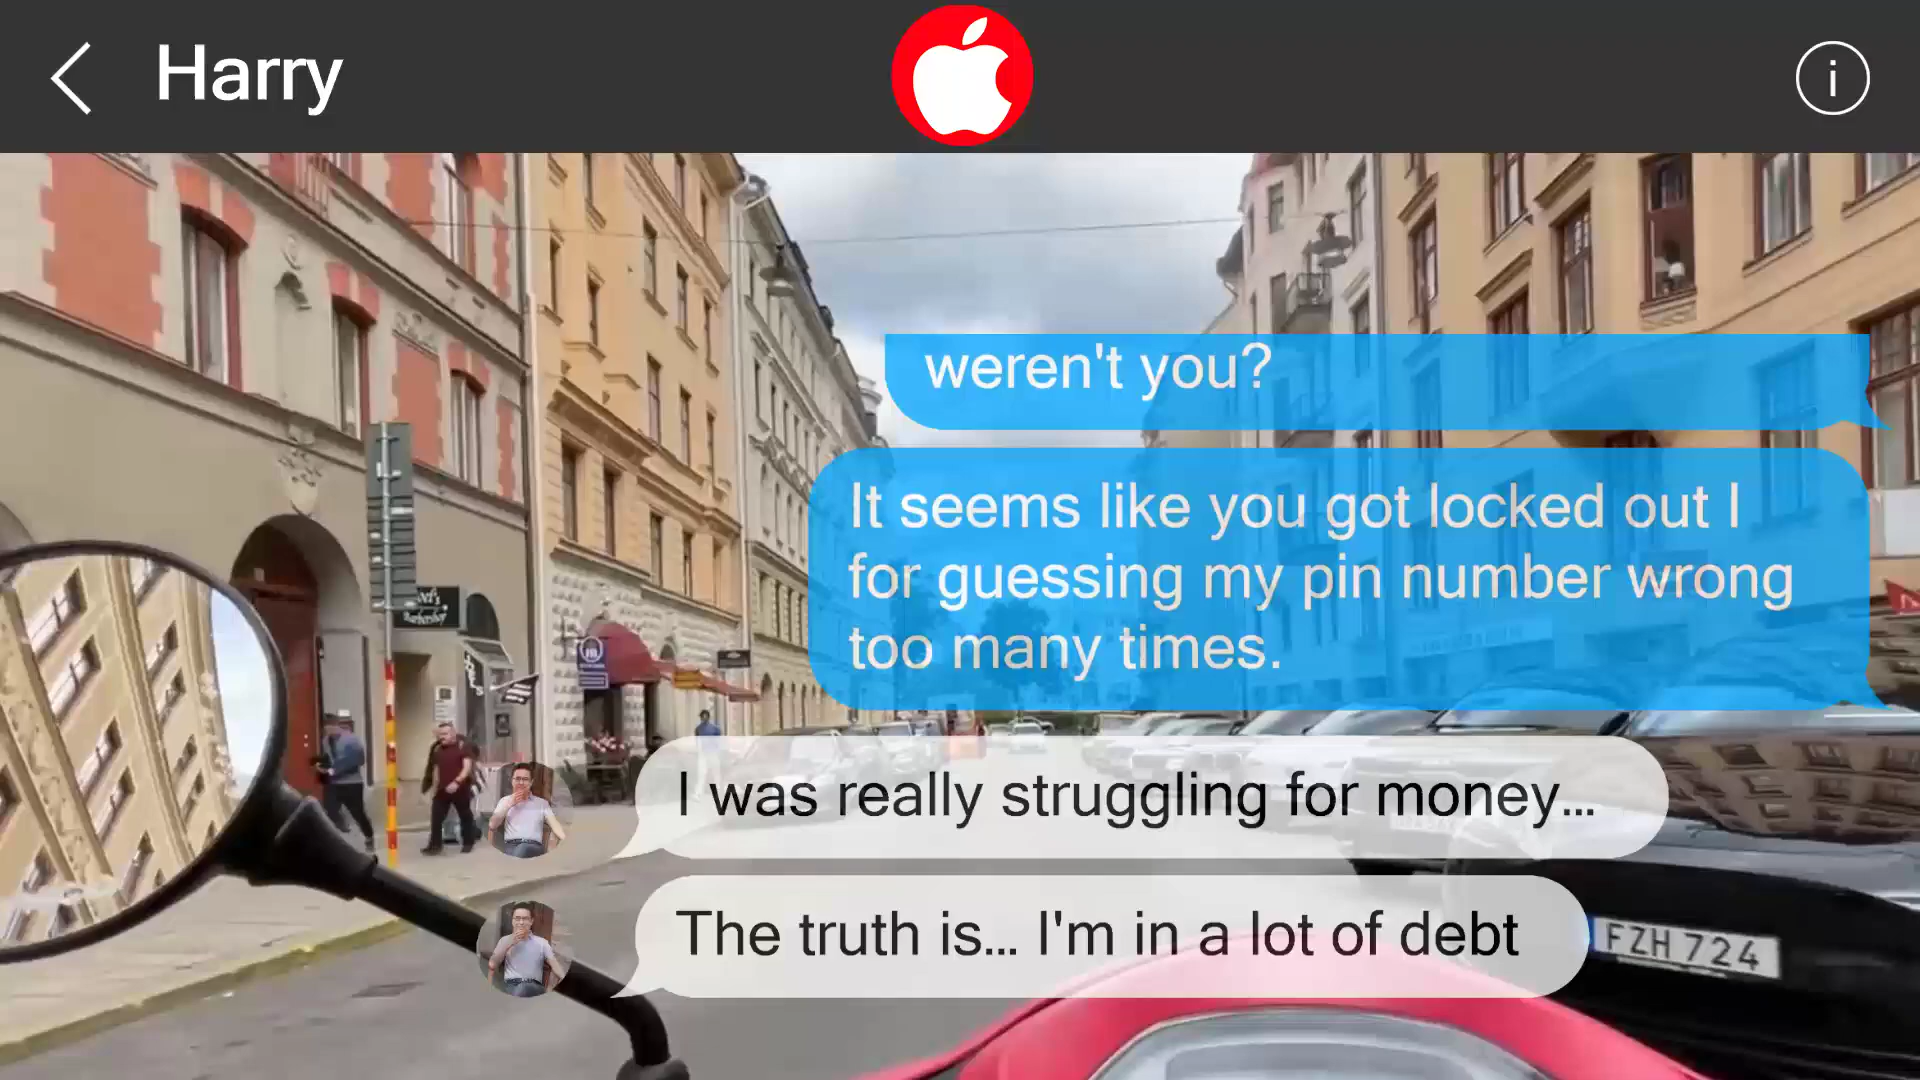 Harry
i
weren't you?
It seems like you got locked out I
for guessing my pin number wrong
too many times.
I was really struggling for money...
The truth is... I'm in a lot of debt
FZH 724